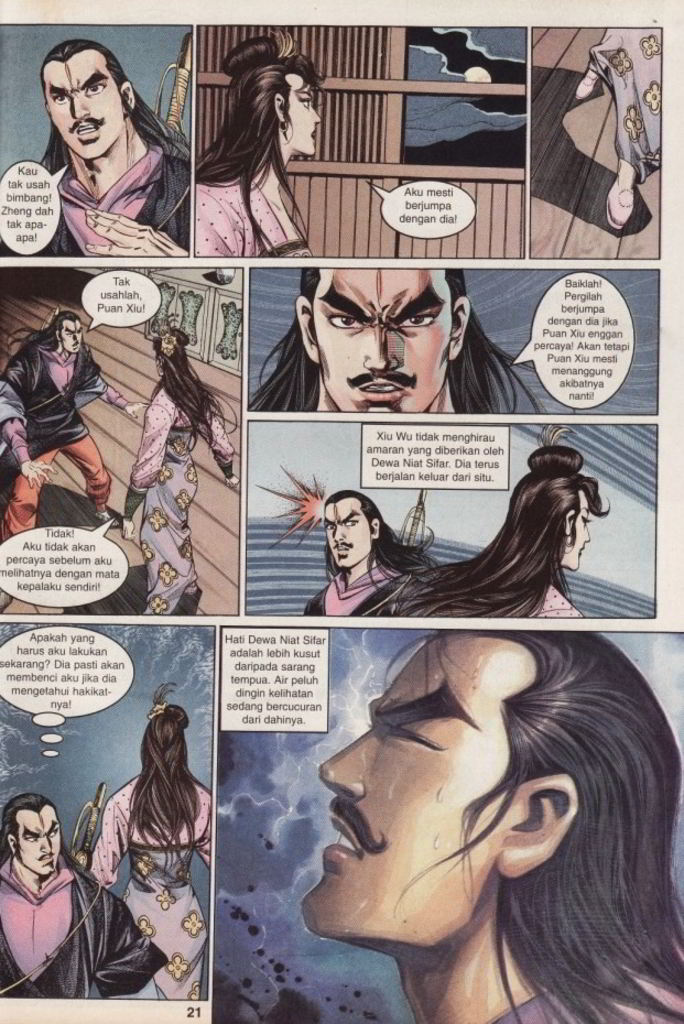 Kau
tak usah
bimbang!
Zheng dah
tak apa-
apa!
Aku mesti
berjumpa
dengan dia!
Tak
usahlah,
Puan Xiu!
Tidak!
Aku tidak akan
percaya sebelum aku
melihatnya dengan mata
kepalaku sendiri!
Baiklah!
Pergilah
berjumpa
dengan dia jika
Puan Xiu enggan
percaya! Akan tetapi
Puan Xiu mesti
menanggung
akibatnya
nanti!
Xiu Wu tidak menghirau
amaran yang diberikan oleh
Dewa Niat Sifar. Dia terus
berjalan keluar dari situ.
Apakah yang
harus aku lakukan
sekarang? Dia pasti akan
membenci aku jika dia
mengetahui hakikat-
nya!
Hati Dewa Niat Sifar
adalah lebih kusut
daripada sarang
tempua. Air peluh
dingin kelihatan
sedang bercucuran
dari dahinya.
21